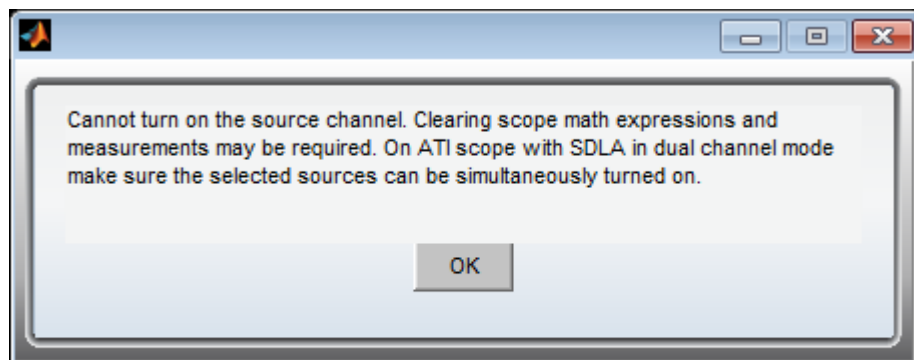 Cannot turn on the source channel. Clearing scope math expressions and
measurements may be required. On ATI scope with SDLA in dual channel mode
make sure the selected sources can be simultaneously turned on.
OK